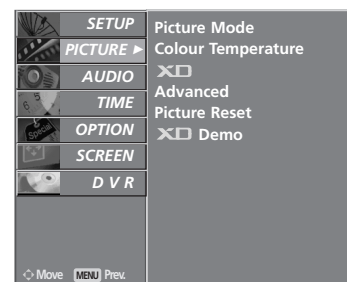 SETUP
PICTURE ►
AUDIO
TIME
OPTION
SCREEN
D V R
Move MENU Prev.
Picture Mode
Colour Temperature
XD
Advanced
Picture Reset
XD Demo